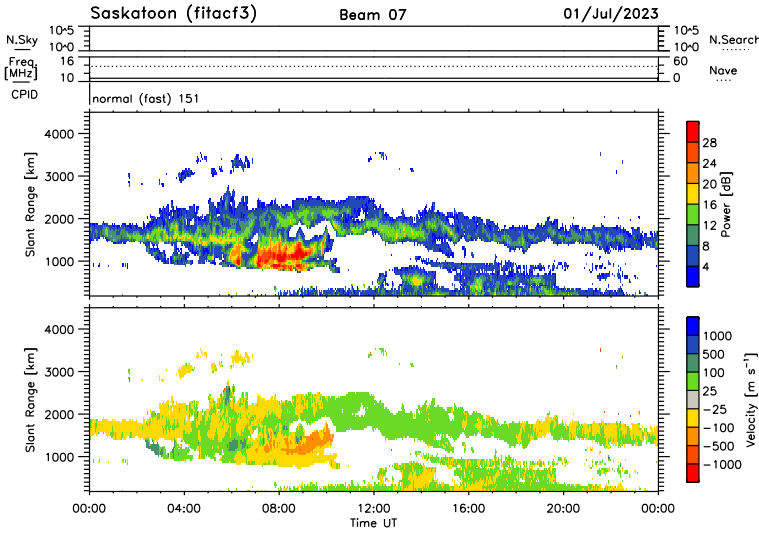 Saskatoon (fitacf3) Beam 07 01/Jul/2023
N.Sky 10^5 10^0 10^5 10^0 N.Search
Freq. [MHz] 16 10 60 0 Nave
CPID normal (fast) 151
Slant Range [km]
4000
3000
2000
1000
Power [dB]
28
24
20
16
12
8
4
Slant Range [km]
4000
3000
2000
1000
Velocity [m s⁻¹]
1000
500
100
25
-25
-100
-500
-1000
00:00 04:00 08:00 12:00 16:00 20:00 00:00
Time UT